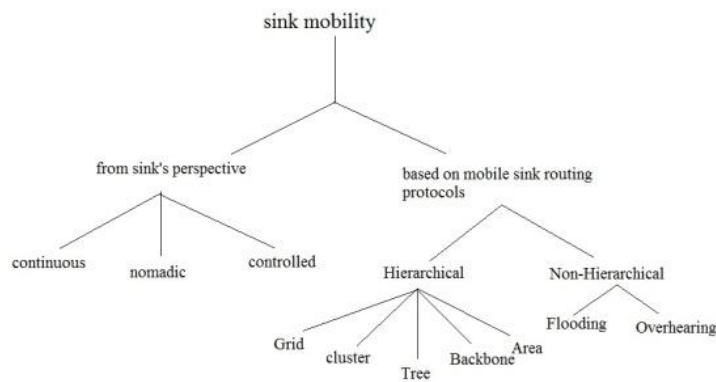 sink mobility
from sink's perspective
based on mobile sink routing
protocols
continuous
nomadic
controlled
Hierarchical
Non-Hierarchical
Grid
cluster
Tree
Backbone
Area
Flooding
Overhearing